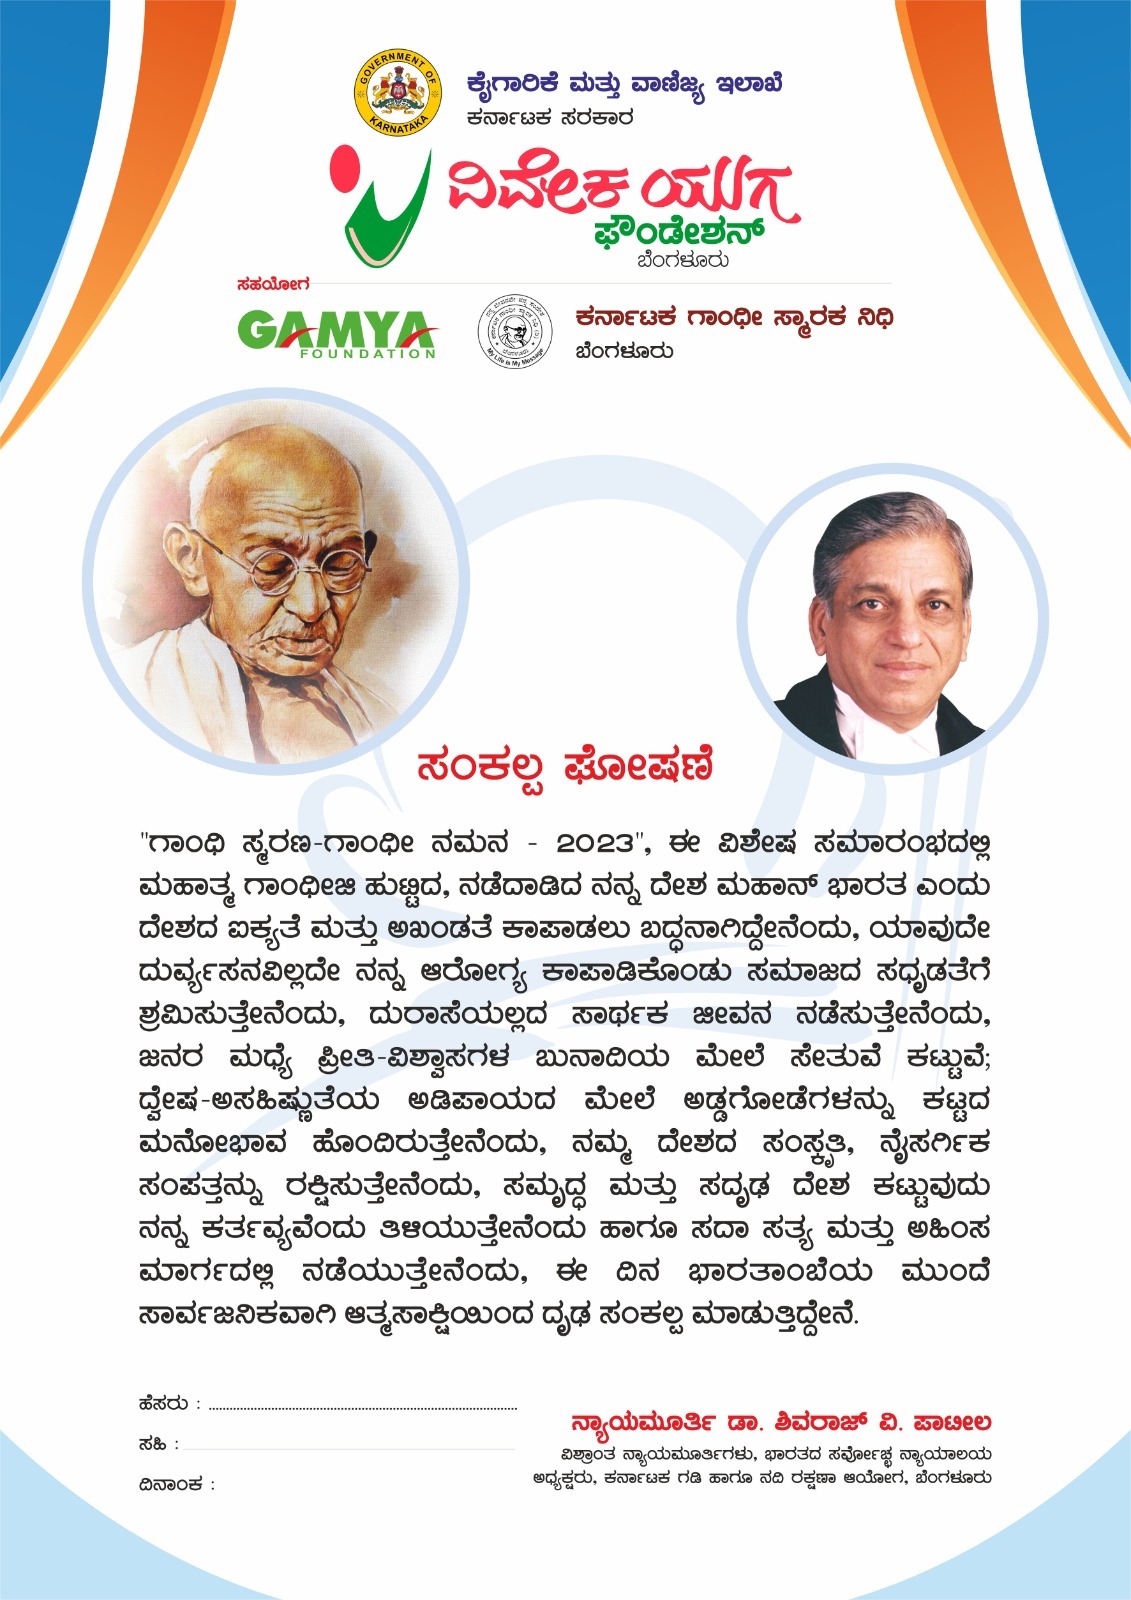 GOVERNMENT OF
KARNATAKA
ಕೈಗಾರಿಕೆ ಮತ್ತು ವಾಣಿಜ್ಯ ಇಲಾಖೆ
ಕರ್ನಾಟಕ ಸರಕಾರ
ವಿವೇಕ ಯುಗ
ಫೌಂಡೇಶನ್
ಬೆಂಗಳೂರು
ಸಹಯೋಗ
GAMYA
FOUNDATION
My Life is My Message
ಕರ್ನಾಟಕ ಗಾಂಧೀ ಸ್ಮಾರಕ ನಿಧಿ
ಬೆಂಗಳೂರು
ಸಂಕಲ್ಪ ಘೋಷಣೆ
"ಗಾಂಧಿ ಸ್ಮರಣ-ಗಾಂಧೀ ನಮನ - 2023", ಈ ವಿಶೇಷ ಸಮಾರಂಭದಲ್ಲಿ
ಮಹಾತ್ಮ ಗಾಂಧೀಜಿ ಹುಟ್ಟಿದ, ನಡೆದಾಡಿದ ನನ್ನ ದೇಶ ಮಹಾನ್ ಭಾರತ ಎಂದು
ದೇಶದ ಐಕ್ಯತೆ ಮತ್ತು ಅಖಂಡತೆ ಕಾಪಾಡಲು ಬದ್ಧನಾಗಿದ್ದೇನೆಂದು, ಯಾವುದೇ
ದುರ್ವ್ಯಸನವಿಲ್ಲದೇ ನನ್ನ ಆರೋಗ್ಯ ಕಾಪಾಡಿಕೊಂಡು ಸಮಾಜದ ಸಧೃಡತೆಗೆ
ಶ್ರಮಿಸುತ್ತೇನೆಂದು, ದುರಾಸೆಯಲ್ಲದ ಸಾರ್ಥಕ ಜೀವನ ನಡೆಸುತ್ತೇನೆಂದು,
ಜನರ ಮಧ್ಯೆ ಪ್ರೀತಿ-ವಿಶ್ವಾಸಗಳ ಬುನಾದಿಯ ಮೇಲೆ ಸೇತುವೆ ಕಟ್ಟುವೆ;
ದ್ವೇಷ-ಅಸಹಿಷ್ಣುತೆಯ ಅಡಿಪಾಯದ ಮೇಲೆ ಅಡ್ಡಗೋಡೆಗಳನ್ನು ಕಟ್ಟದ
ಮನೋಭಾವ ಹೊಂದಿರುತ್ತೇನೆಂದು, ನಮ್ಮ ದೇಶದ ಸಂಸ್ಕೃತಿ, ನೈಸರ್ಗಿಕ
ಸಂಪತ್ತನ್ನು ರಕ್ಷಿಸುತ್ತೇನೆಂದು, ಸಮೃದ್ಧ ಮತ್ತು ಸದೃಢ ದೇಶ ಕಟ್ಟುವುದು
ನನ್ನ ಕರ್ತವ್ಯವೆಂದು ತಿಳಿಯುತ್ತೇನೆಂದು ಹಾಗೂ ಸದಾ ಸತ್ಯ ಮತ್ತು ಅಹಿಂಸ
ಮಾರ್ಗದಲ್ಲಿ ನಡೆಯುತ್ತೇನೆಂದು, ಈ ದಿನ ಭಾರತಾಂಬೆಯ ಮುಂದೆ
ಸಾರ್ವಜನಿಕವಾಗಿ ಆತ್ಮಸಾಕ್ಷಿಯಿಂದ ದೃಢ ಸಂಕಲ್ಪ ಮಾಡುತ್ತಿದ್ದೇನೆ.
ಹೆಸರು :
ಸಹಿ :
ದಿನಾಂಕ :
ನ್ಯಾಯಮೂರ್ತಿ ಡಾ. ಶಿವರಾಜ್ ವಿ. ಪಾಟೀಲ
ವಿಶ್ರಾಂತ ನ್ಯಾಯಮೂರ್ತಿಗಳು, ಭಾರತದ ಸರ್ವೋಚ್ಛ ನ್ಯಾಯಾಲಯ
ಅಧ್ಯಕ್ಷರು, ಕರ್ನಾಟಕ ಗಡಿ ಹಾಗೂ ನದಿ ರಕ್ಷಣಾ ಆಯೋಗ, ಬೆಂಗಳೂರು